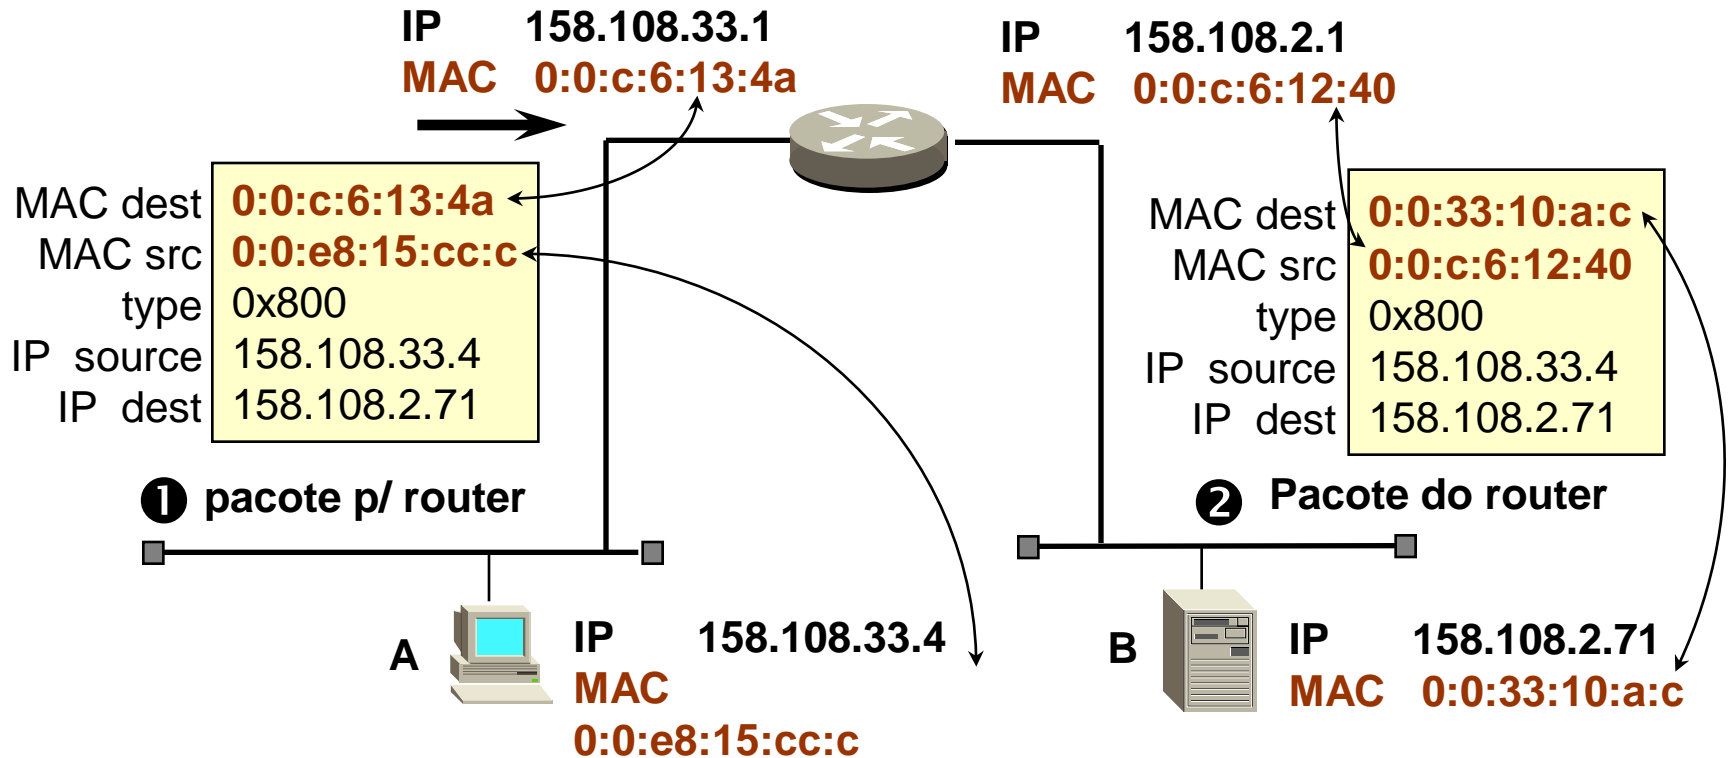 IP 158.108.33.1
MAC 0:0:c:6:13:4a
IP 158.108.2.1
MAC 0:0:c:6:12:40
MAC dest 0:0:c:6:13:4a
MAC src 0:0:e8:15:cc:c
type 0x800
IP source 158.108.33.4
IP dest 158.108.2.71
❶ pacote p/ router
MAC dest 0:0:33:10:a:c
MAC src 0:0:c:6:12:40
type 0x800
IP source 158.108.33.4
IP dest 158.108.2.71
❷ Pacote do router
A
IP 158.108.33.4
MAC
0:0:e8:15:cc:c
B
IP 158.108.2.71
MAC 0:0:33:10:a:c